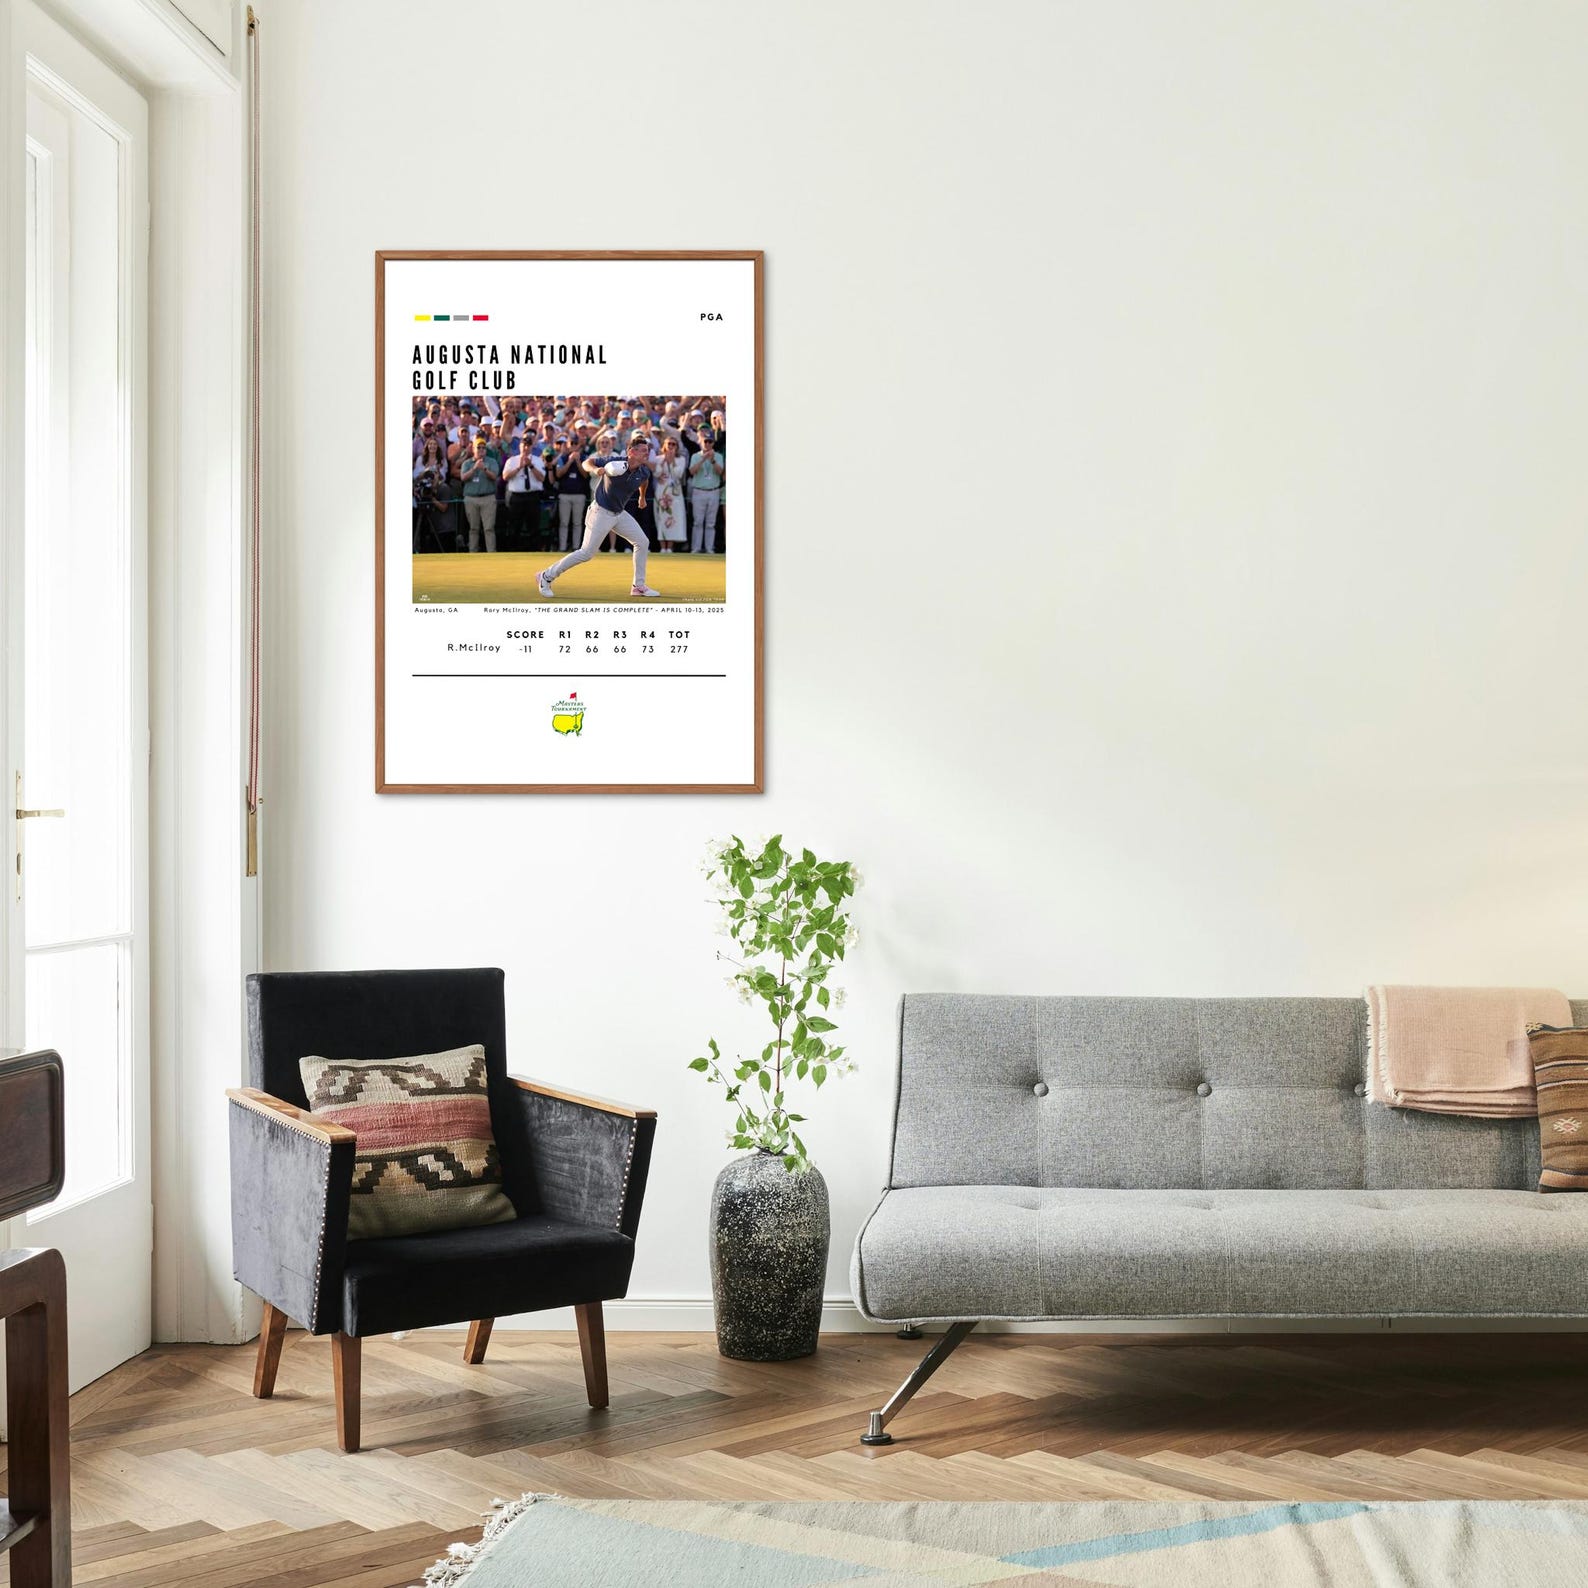 PGA
AUGUSTA NATIONAL
GOLF CLUB
Augusta, GA Rory McIlroy, "THE GRAND SLAM IS COMPLETE" - APRIL 10-13, 2025
SCORE R1 R2 R3 R4 TOT
R.McIlroy -11 72 66 66 73 277
MASTERS
TOURNAMENT